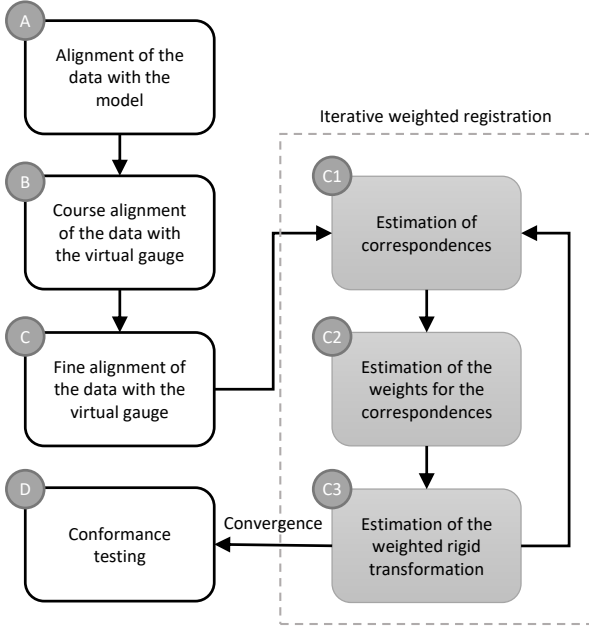 A
Alignment of the
data with the
model
B
Course alignment
of the data with
the virtual gauge
C
Fine alignment of
the data with the
virtual gauge
D
Conformance
testing
Iterative weighted registration
C1
Estimation of
correspondences
C2
Estimation of the
weights for the
correspondences
C3
Estimation of the
weighted rigid
transformation
Convergence